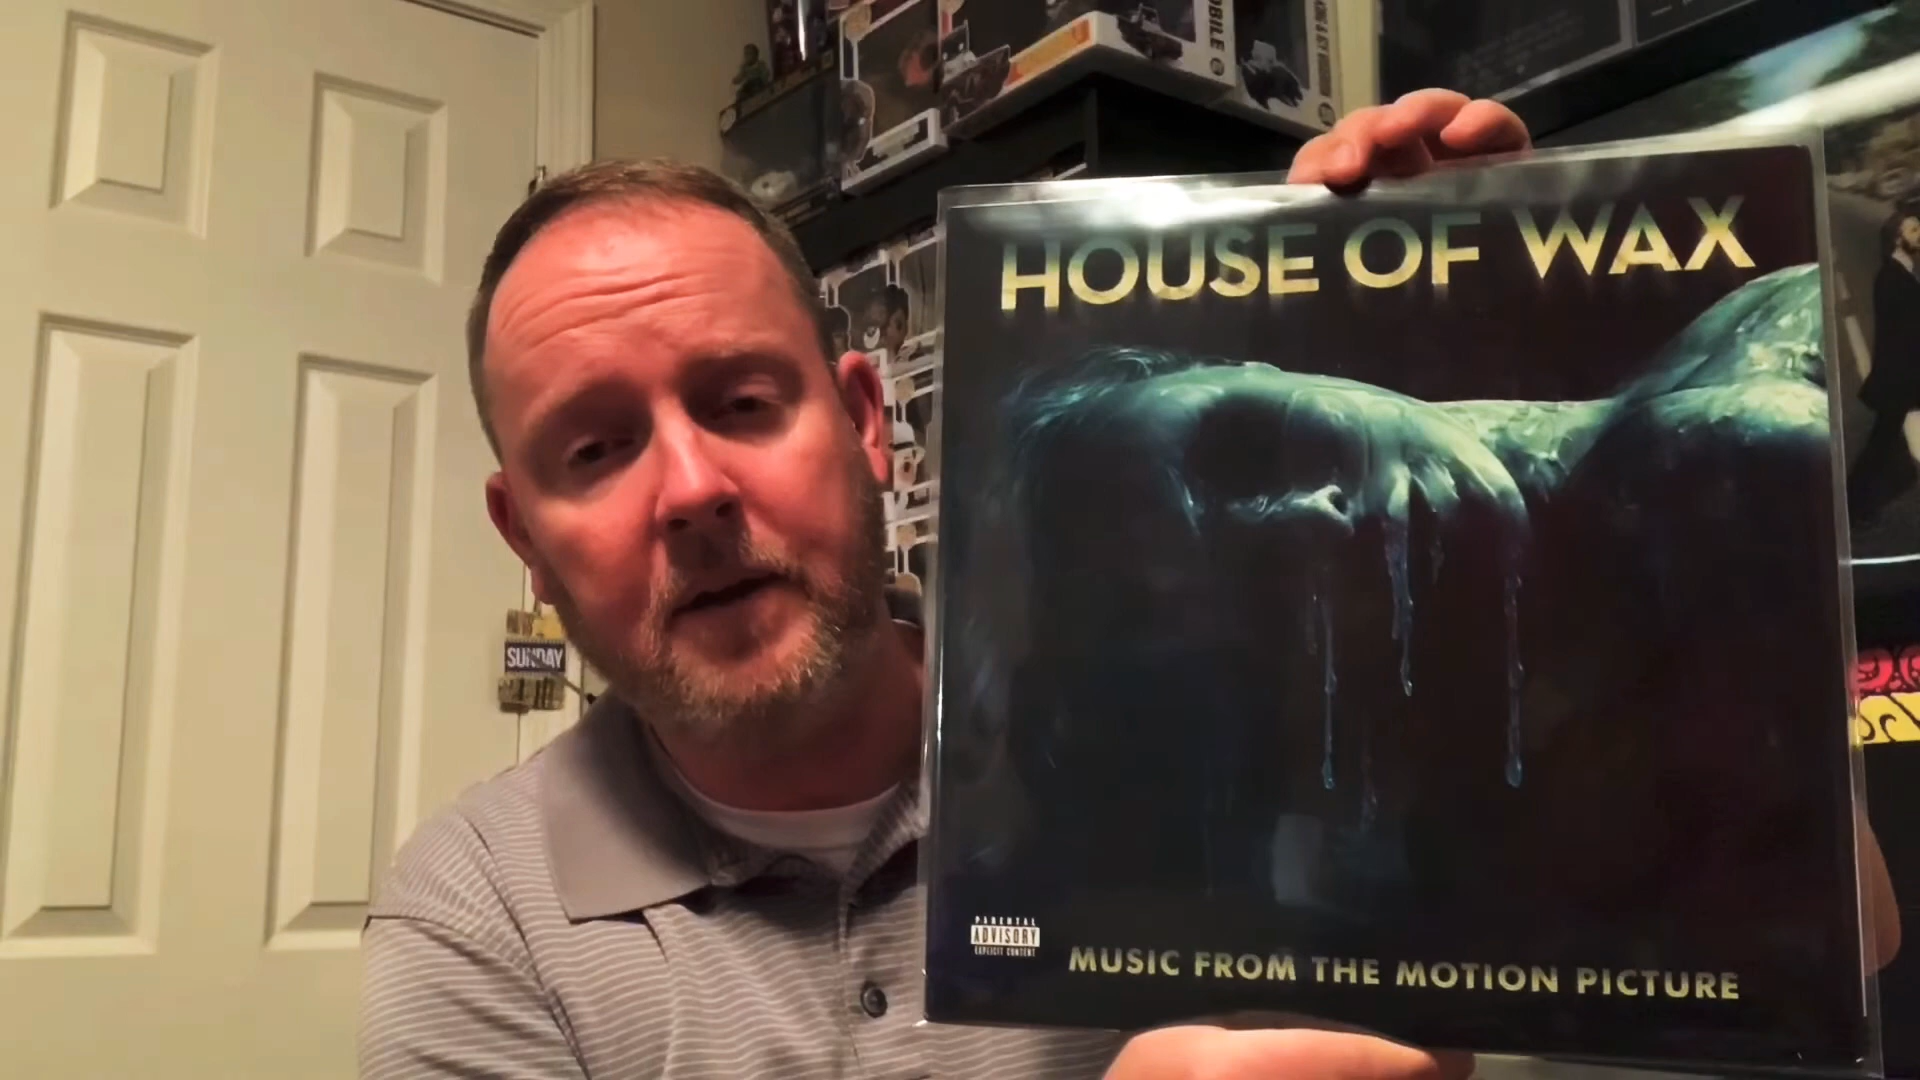 HOUSE OF WAX
PARENTAL
ADVISORY
EXPLICIT CONTENT
MUSIC FROM THE MOTION PICTURE
SUNDAY